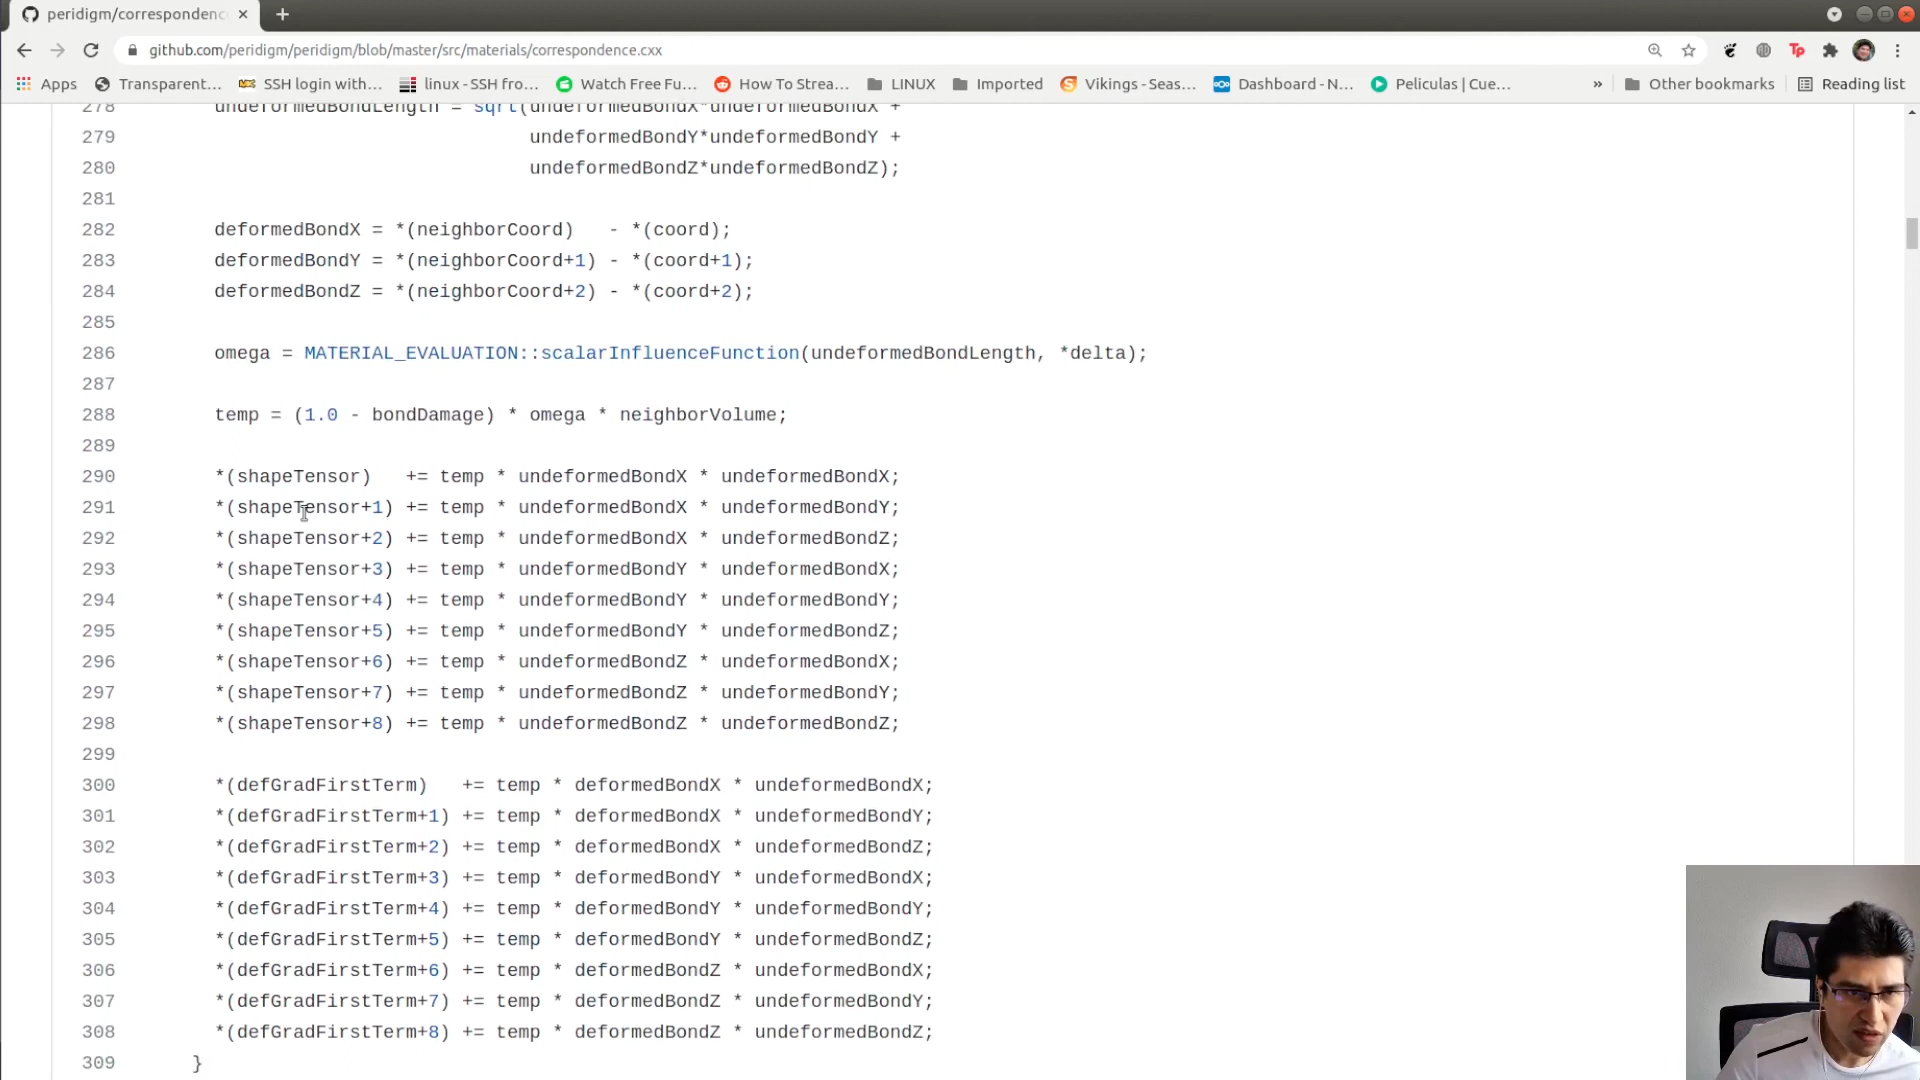 peridigm/correspondenc
github.com/peridigm/peridigm/blob/master/src/materials/correspondence.cxx
Apps Transparent... SSH login with... linux - SSH fro... Watch Free Fu... How To Strea... LINUX Imported Vikings - Seas... Dashboard - N... Peliculas | Cue... » Other bookmarks Reading list
278 undeformedBondLength = sqrt(undeformedBondX*undeformedBondX +
279 undeformedBondY*undeformedBondY +
280 undeformedBondZ*undeformedBondZ);
281
282 deformedBondX = *(neighborCoord)   - *(coord);
283 deformedBondY = *(neighborCoord+1) - *(coord+1);
284 deformedBondZ = *(neighborCoord+2) - *(coord+2);
285
286 omega = MATERIAL_EVALUATION::scalarInfluenceFunction(undeformedBondLength, *delta);
287
288 temp = (1.0 - bondDamage) * omega * neighborVolume;
289
290 *(shapeTensor)   += temp * undeformedBondX * undeformedBondX;
291 *(shapeTensor+1) += temp * undeformedBondX * undeformedBondY;
292 *(shapeTensor+2) += temp * undeformedBondX * undeformedBondZ;
293 *(shapeTensor+3) += temp * undeformedBondY * undeformedBondX;
294 *(shapeTensor+4) += temp * undeformedBondY * undeformedBondY;
295 *(shapeTensor+5) += temp * undeformedBondY * undeformedBondZ;
296 *(shapeTensor+6) += temp * undeformedBondZ * undeformedBondX;
297 *(shapeTensor+7) += temp * undeformedBondZ * undeformedBondY;
298 *(shapeTensor+8) += temp * undeformedBondZ * undeformedBondZ;
299
300 *(defGradFirstTerm)   += temp * deformedBondX * undeformedBondX;
301 *(defGradFirstTerm+1) += temp * deformedBondX * undeformedBondY;
302 *(defGradFirstTerm+2) += temp * deformedBondX * undeformedBondZ;
303 *(defGradFirstTerm+3) += temp * deformedBondY * undeformedBondX;
304 *(defGradFirstTerm+4) += temp * deformedBondY * undeformedBondY;
305 *(defGradFirstTerm+5) += temp * deformedBondY * undeformedBondZ;
306 *(defGradFirstTerm+6) += temp * deformedBondZ * undeformedBondX;
307 *(defGradFirstTerm+7) += temp * deformedBondZ * undeformedBondY;
308 *(defGradFirstTerm+8) += temp * deformedBondZ * undeformedBondZ;
309 }